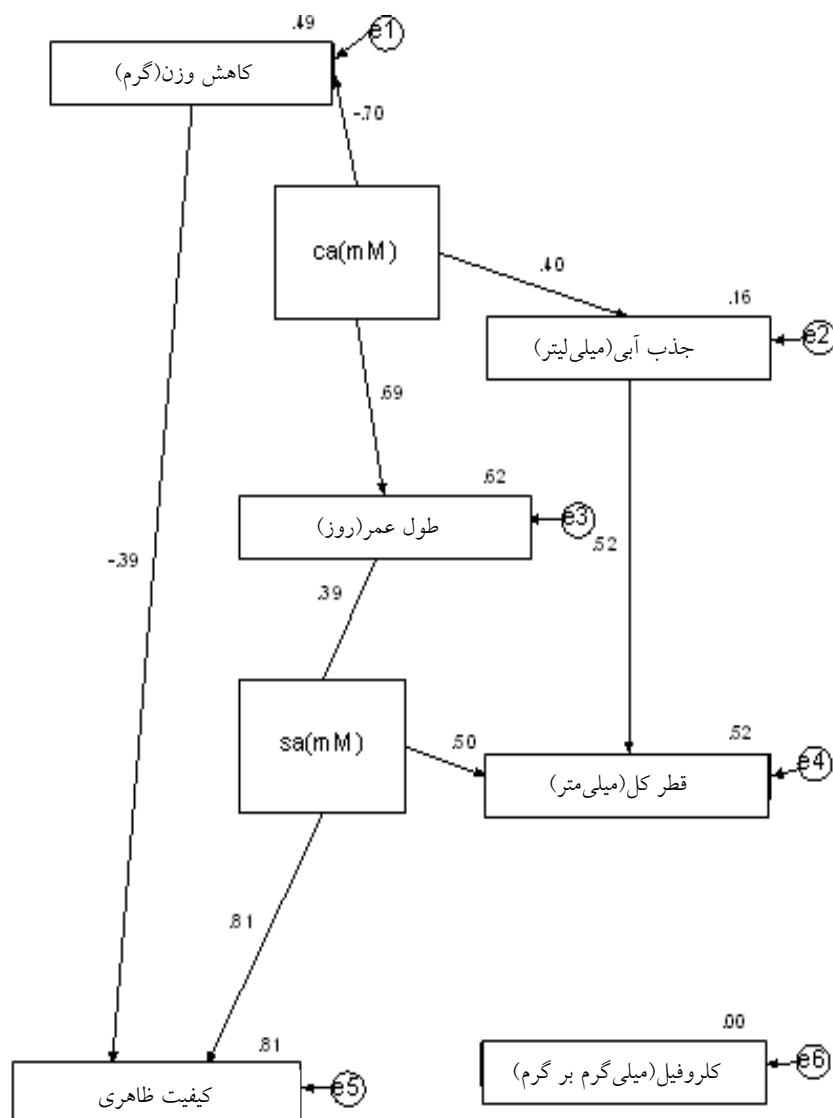 .49
e1
کاهش وزن(گرم)
-.70
ca(mM)
.40
.16
e2
جذب آبی(میلی‌لیتر)
.69
.62
e3
طول عمر(روز)
.52
-.39
.39
sa(mM)
.50
.52
e4
قطر کل(میلی‌متر)
.81
.81
e5
کیفیت ظاهری
.00
e6
کلروفیل(میلی‌گرم بر گرم)